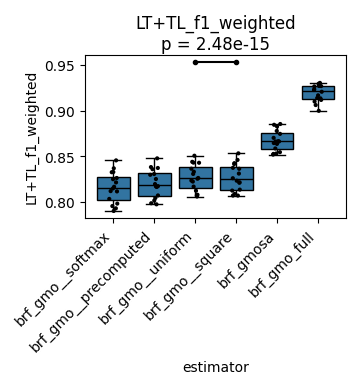 LT+TL_f1_weighted
p = 2.48e-15
LT+TL_f1_weighted
0.95
0.90
0.85
0.80
brf_gmo__softmax
brf_gmo__precomputed
brf_gmo__uniform
brf_gmo__square
brf_gmosa
brf_gmo_full
estimator